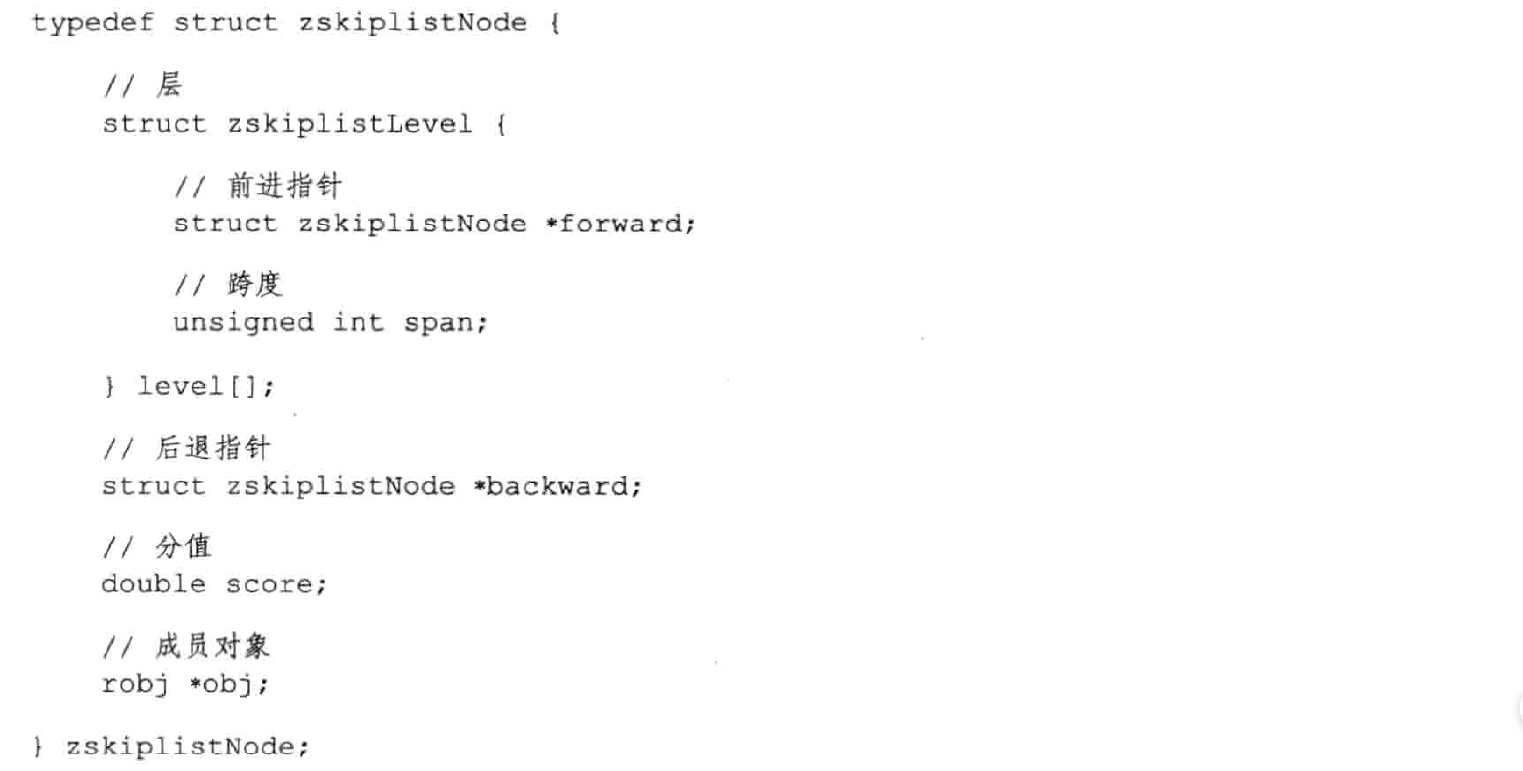 typedef struct zskiplistNode {
// 层
struct zskiplistLevel {
// 前进指针
struct zskiplistNode *forward;
// 跨度
unsigned int span;
} level[];
// 后退指针
struct zskiplistNode *backward;
// 分值
double score;
// 成员对象
robj *obj;
} zskiplistNode;